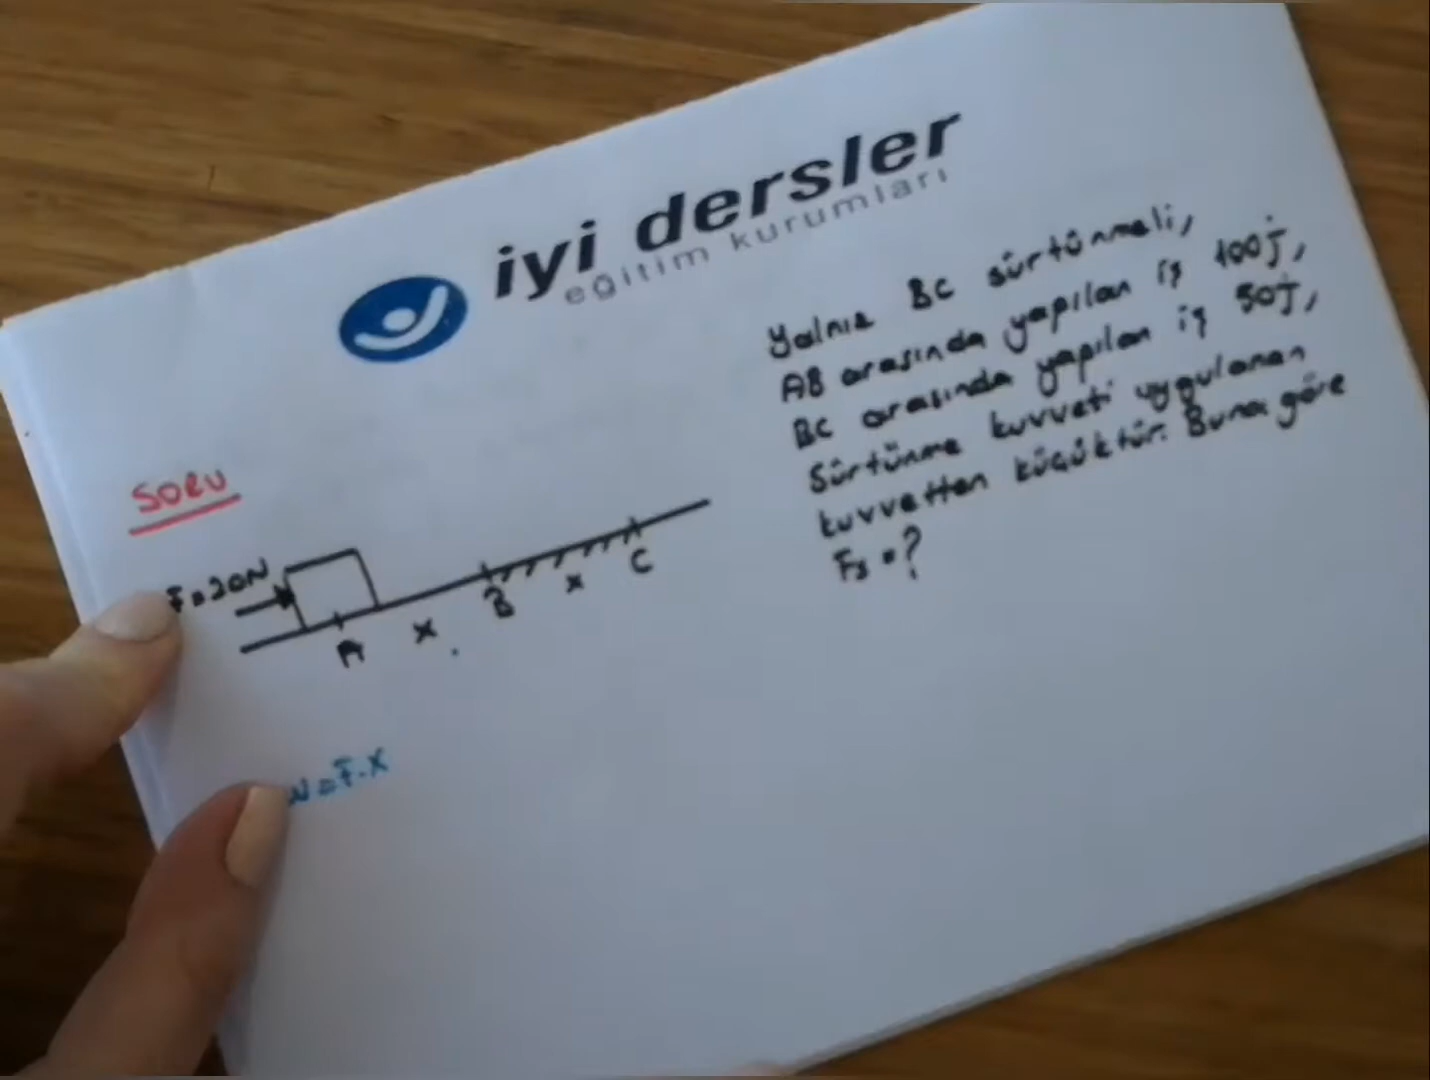 iyi dersler
eğitim kurumları
Yalnız BC sürtünmeli,
AB arasında yapılan iş 100J,
BC arasında yapılan iş 50J,
Sürtünme kuvveti uygulanan
kuvvetten küçüktür. Buna göre
Fs = ?
SORU
F=20N
A x B x C
W=F.x